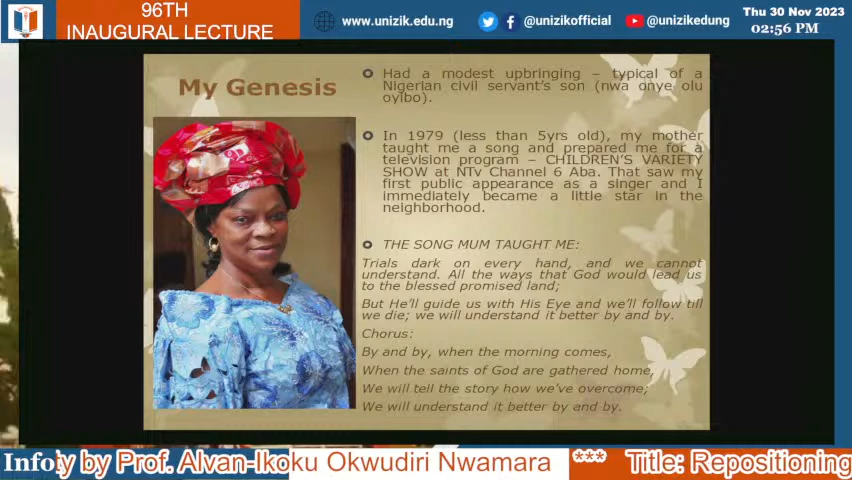 96TH
INAUGURAL LECTURE
www.unizik.edu.ng
@unizikofficial
@unizikedung
Thu 30 Nov 2023
02:56 PM
My Genesis
Had a modest upbringing – typical of a
Nigerian civil servant's son (nwa onye olu
oyibo).
In 1979 (less than 5yrs old), my mother
taught me a song and prepared me for a
television program – CHILDREN'S VARIETY
SHOW at NTv Channel 6 Aba. That saw my
first public appearance as a singer and I
immediately became a little star in the
neighborhood.
THE SONG MUM TAUGHT ME:
Trials dark on every hand, and we cannot
understand. All the ways that God would lead us
to the blessed promised land;
But He'll guide us with His Eye and we'll follow till
we die; we will understand it better by and by.
Chorus:
By and by, when the morning comes,
When the saints of God are gathered home,
We will tell the story how we've overcome;
We will understand it better by and by.
Info
ty by Prof. Alvan-Ikoku Okwudiri Nwamara *** Title: Repositioning